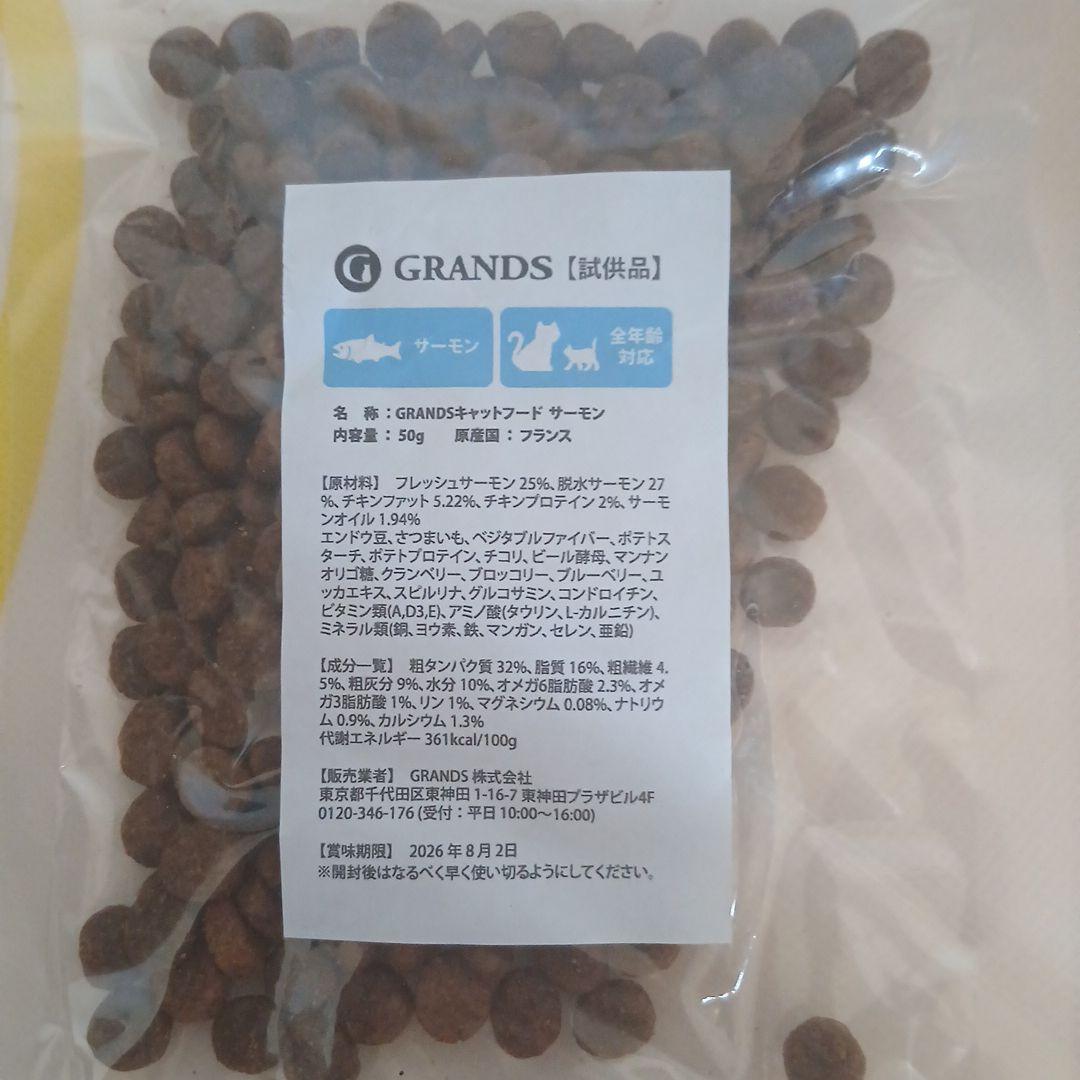 G GRANDS【試供品】
サーモン
全年齢
対応
名　称：GRANDSキャットフード サーモン
内容量：50g　原産国：フランス
【原材料】　フレッシュサーモン 25%、脱水サーモン 27
%、チキンファット 5.22%、チキンプロテイン 2%、サーモ
ンオイル 1.94%
エンドウ豆、さつまいも、ベジタブルファイバー、ポテトス
ターチ、ポテトプロテイン、チコリ、ビール酵母、マンナン
オリゴ糖、クランベリー、ブロッコリー、ブルーベリー、ユ
ッカエキス、スピルリナ、グルコサミン、コンドロイチン、
ビタミン類(A,D3,E)、アミノ酸(タウリン、L-カルニチン)、
ミネラル類(銅、ヨウ素、鉄、マンガン、セレン、亜鉛)
【成分一覧】　粗タンパク質 32%、脂質 16%、粗繊維 4.
5%、粗灰分 9%、水分 10%、オメガ6脂肪酸 2.3%、オメ
ガ3脂肪酸 1%、リン 1%、マグネシウム 0.08%、ナトリウ
ム 0.9%、カルシウム 1.3%
代謝エネルギー 361kcal/100g
【販売業者】　GRANDS 株式会社
東京都千代田区東神田 1-16-7 東神田プラザビル4F
0120-346-176 (受付：平日 10:00～16:00)
【賞味期限】　2026 年 8 月 2日
※開封後はなるべく早く使い切るようにしてください。